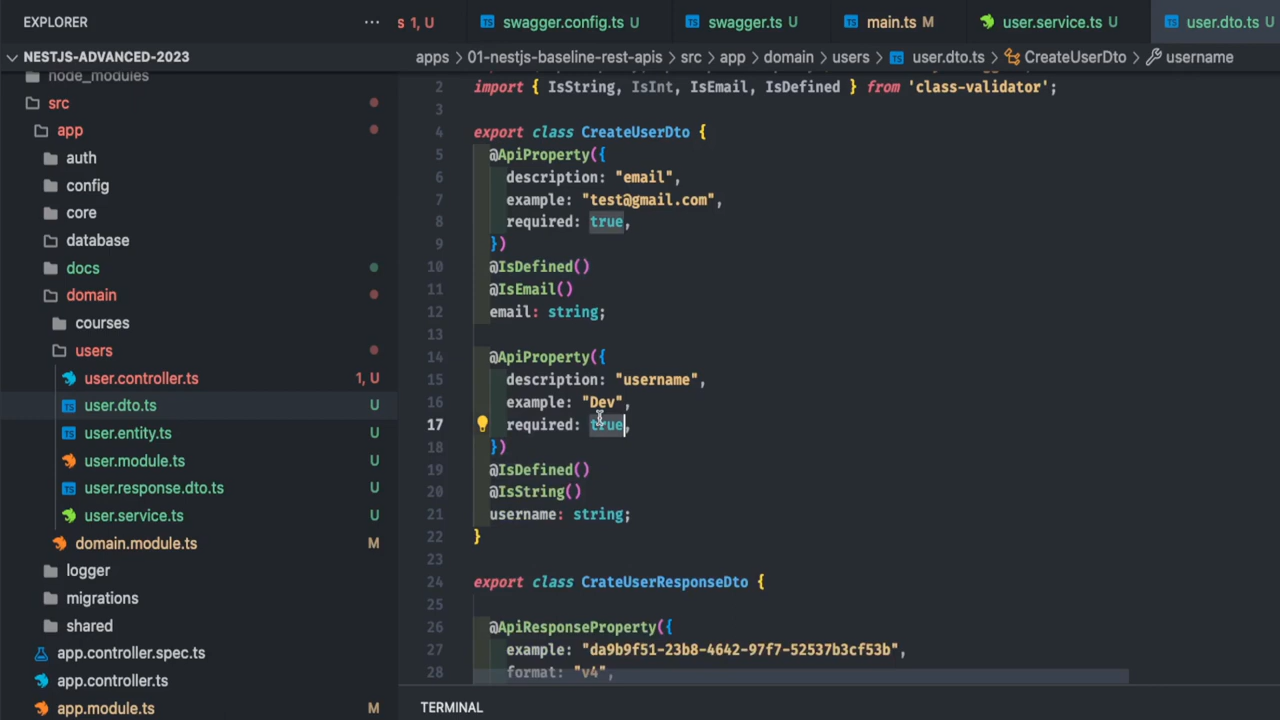 EXPLORER
...
s 1, U
swagger.config.ts U
swagger.ts U
main.ts M
user.service.ts U
user.dto.ts U
NESTJS-ADVANCED-2023
apps > 01-nestjs-baseline-rest-apis > src > app > domain > users > user.dto.ts > CreateUserDto > username
node_modules
src
app
auth
config
core
database
docs
domain
courses
users
user.controller.ts 1, U
user.dto.ts U
user.entity.ts U
user.module.ts U
user.response.dto.ts U
user.service.ts U
domain.module.ts M
logger
migrations
shared
app.controller.spec.ts
app.controller.ts
app.module.ts M
2 import { IsString, IsInt, IsEmail, IsDefined } from 'class-validator';
3
4 export class CreateUserDto {
5 @ApiProperty({
6 description: "email",
7 example: "test@gmail.com",
8 required: true,
9 })
10 @IsDefined()
11 @IsEmail()
12 email: string;
13
14 @ApiProperty({
15 description: "username",
16 example: "Dev",
17 required: true,
18 })
19 @IsDefined()
20 @IsString()
21 username: string;
22 }
23
24 export class CrateUserResponseDto {
25
26 @ApiResponseProperty({
27 example: "da9b9f51-23b8-4642-97f7-52537b3cf53b",
28 format: "v4",
TERMINAL